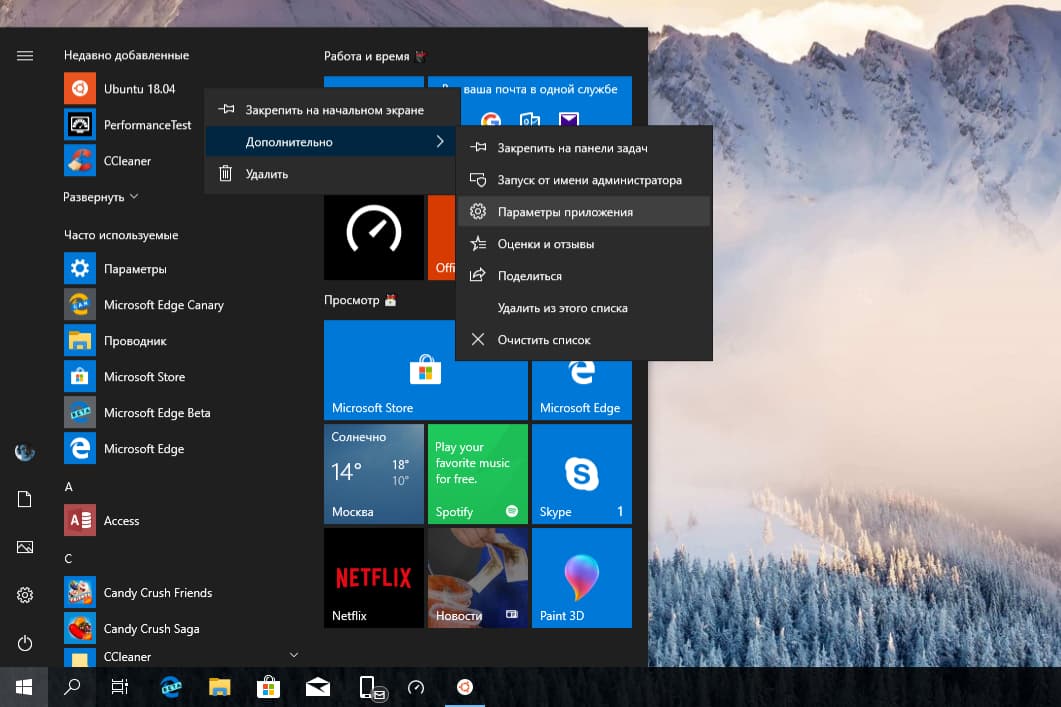 Недавно добавленные
Ubuntu 18.04
PerformanceTest
CCleaner
Развернуть
Часто используемые
Параметры
Microsoft Edge Canary
Проводник
Microsoft Store
Microsoft Edge Beta
Microsoft Edge
A
Access
C
Candy Crush Friends
Candy Crush Saga
CCleaner
Закрепить на начальном экране
Дополнительно
Удалить
Закрепить на панели задач
Запуск от имени администратора
Параметры приложения
Оценки и отзывы
Поделиться
Удалить из этого списка
Очистить список
Работа и время
ваша почта в одной службе
Offi
Просмотр
Microsoft Store
Microsoft Edge
Солнечно
14° 18°
10°
Москва
Play your
favorite music
for free.
Spotify
Skype 1
NETFLIX
Netflix
Новости
Paint 3D
BETA